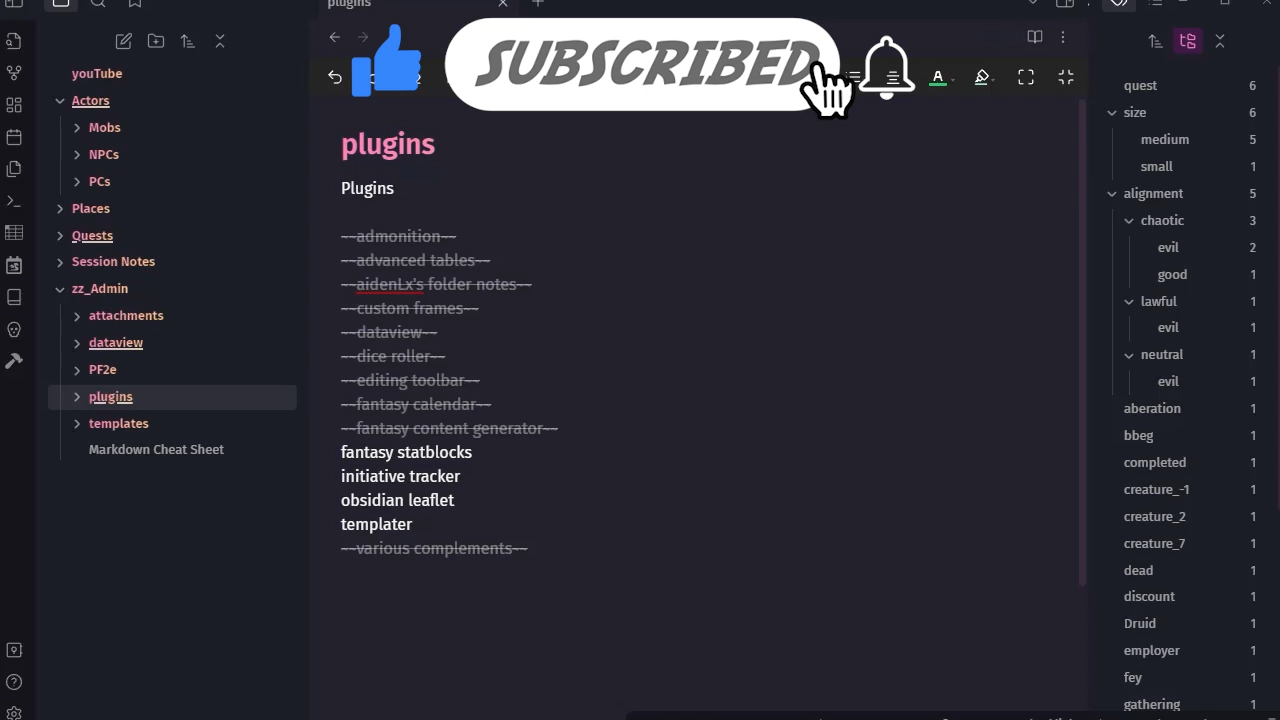 plugins
SUBSCRIBED
youTube
Actors
Mobs
NPCs
PCs
Places
Quests
Session Notes
zz_Admin
attachments
dataview
PF2e
plugins
templates
Markdown Cheat Sheet
A
plugins
Plugins
~~admonition~~
~~advanced tables~~
~~aidenLx's folder notes~~
~~custom frames~~
~~dataview~~
~~dice roller~~
~~editing toolbar~~
~~fantasy calendar~~
~~fantasy content generator~~
fantasy statblocks
initiative tracker
obsidian leaflet
templater
~~various complements~~
quest 6
size 6
medium 5
small 1
alignment 5
chaotic 3
evil 2
good 1
lawful 1
evil 1
neutral 1
evil 1
aberation 1
bbeg 1
completed 1
creature_-1 1
creature_2 1
creature_7 1
dead 1
discount 1
Druid 1
employer 1
fey 1
gathering 1